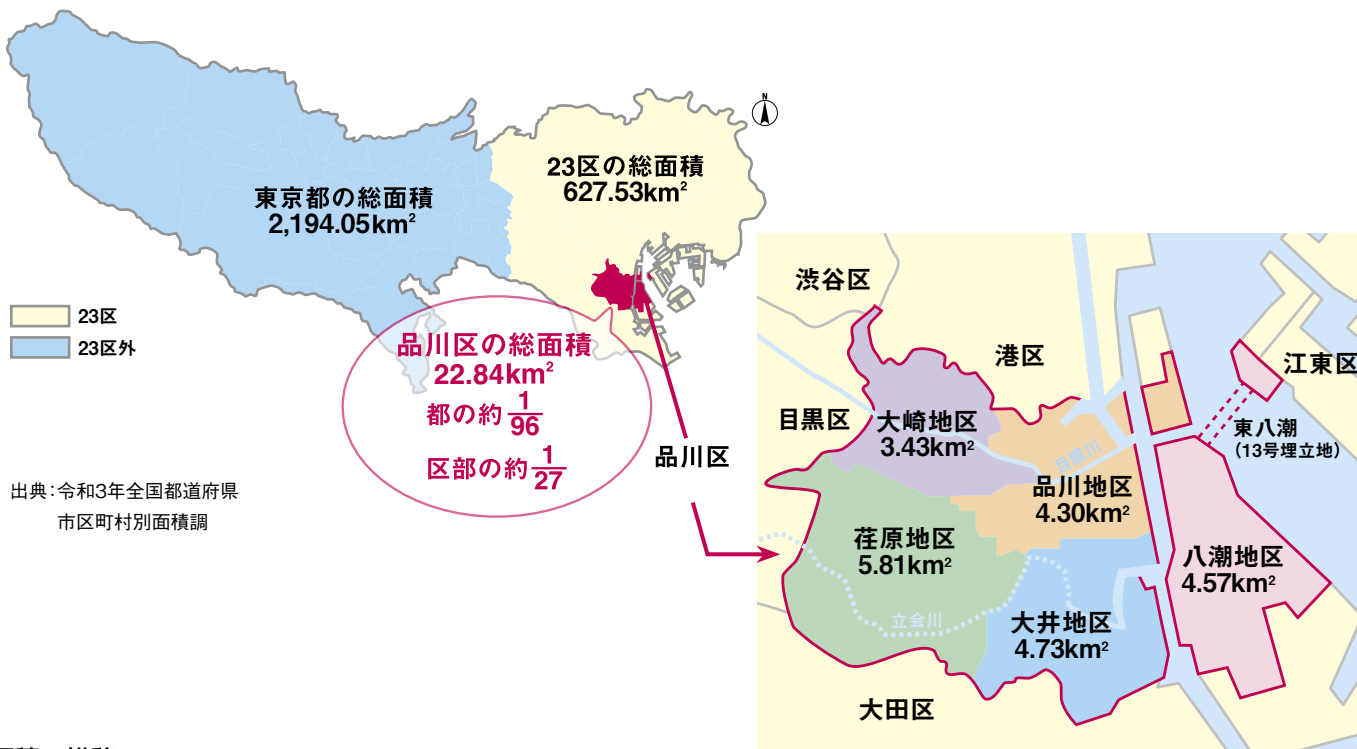 N
東京都の総面積
2,194.05km²
23区の総面積
627.53km²
23区
23区外
品川区の総面積
22.84km²
都の約1/96
区部の約1/27
品川区
出典：令和3年全国都道府県
市区町村別面積調
渋谷区
港区
江東区
目黒区
大崎地区
3.43km²
東八潮
（13号埋立地）
目黒川
品川地区
4.30km²
荏原地区
5.81km²
八潮地区
4.57km²
立会川
大井地区
4.73km²
大田区